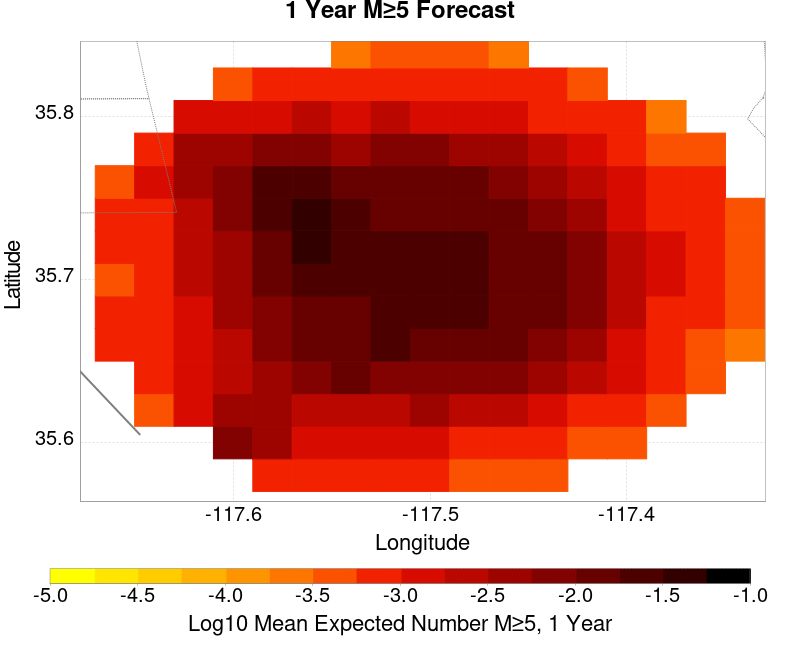 1 Year M≥5 Forecast
35.8
35.7
35.6
Latitude
-117.6 -117.5 -117.4
Longitude
-5.0 -4.5 -4.0 -3.5 -3.0 -2.5 -2.0 -1.5 -1.0
Log10 Mean Expected Number M≥5, 1 Year